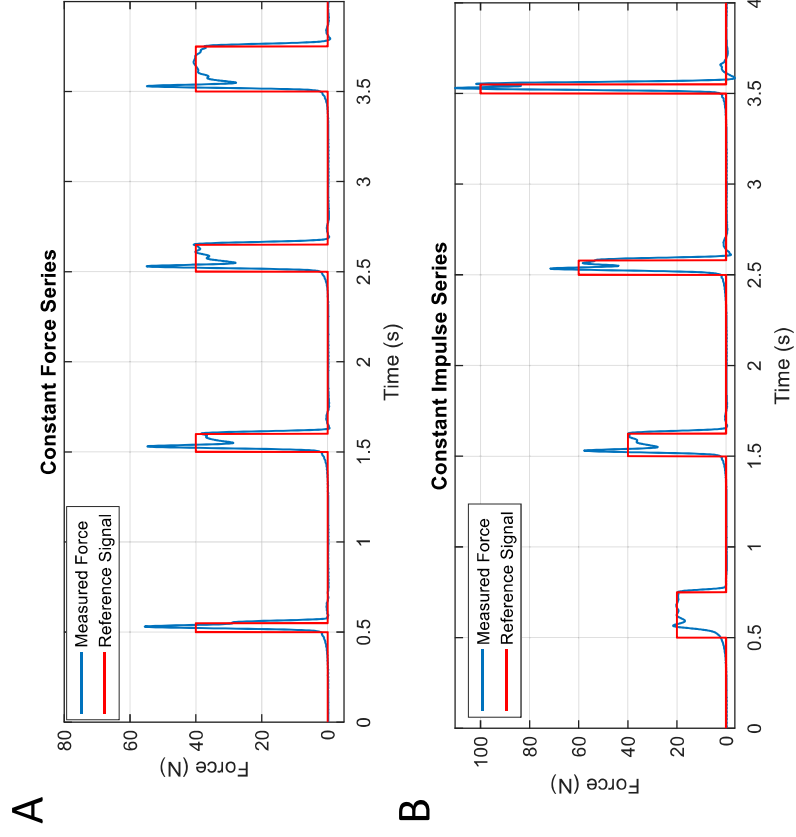 A
Constant Force Series
Measured Force
Reference Signal
Force (N)
80
60
40
20
0
0
0.5
1
1.5
2
2.5
3
3.5
Time (s)
B
Constant Impulse Series
Measured Force
Reference Signal
Force (N)
100
80
60
40
20
0
0
0.5
1
1.5
2
2.5
3
3.5
4
Time (s)